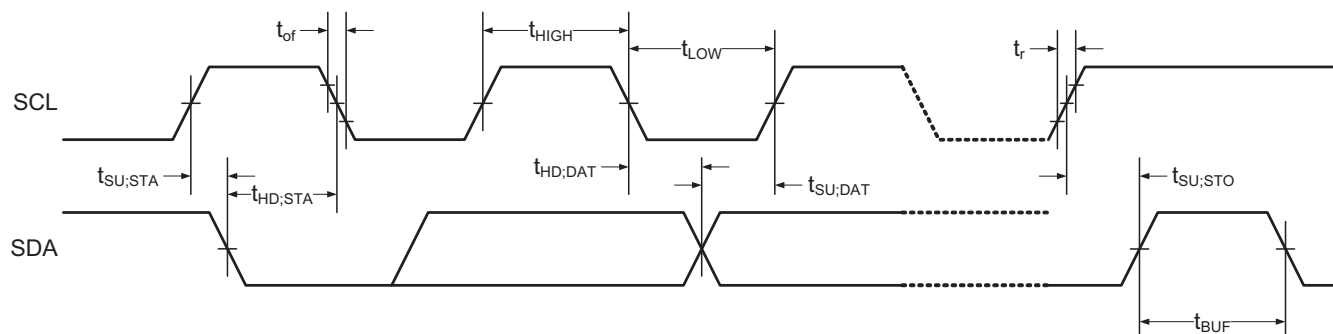 t_of
t_HIGH
t_LOW
t_r
SCL
t_SU;STA
t_HD;STA
t_HD;DAT
t_SU;DAT
t_SU;STO
SDA
t_BUF